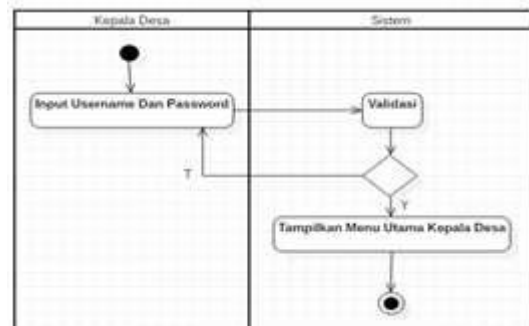 Kepala Desa
Sistem
Input Username Dan Password
Validasi
T
Y
Tampilkan Menu Utama Kepala Desa